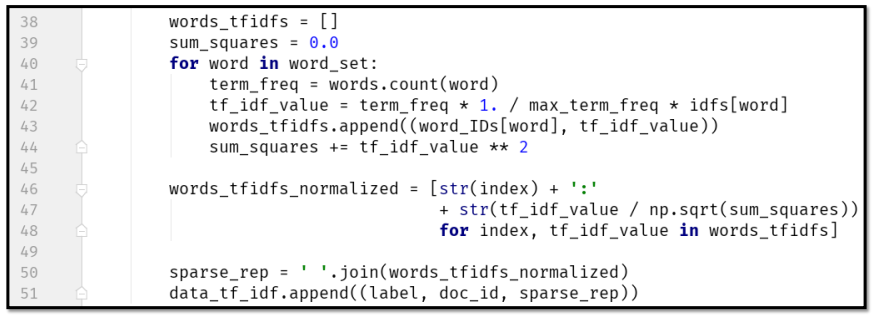 38 words_tfidfs = []
39 sum_squares = 0.0
40 for word in word_set:
41     term_freq = words.count(word)
42     tf_idf_value = term_freq * 1. / max_term_freq * idfs[word]
43     words_tfidfs.append((word_IDs[word], tf_idf_value))
44     sum_squares += tf_idf_value ** 2
45
46 words_tfidfs_normalized = [str(index) + ':'
47                            + str(tf_idf_value / np.sqrt(sum_squares))
48                            for index, tf_idf_value in words_tfidfs]
49
50 sparse_rep = ' '.join(words_tfidfs_normalized)
51 data_tf_idf.append((label, doc_id, sparse_rep))